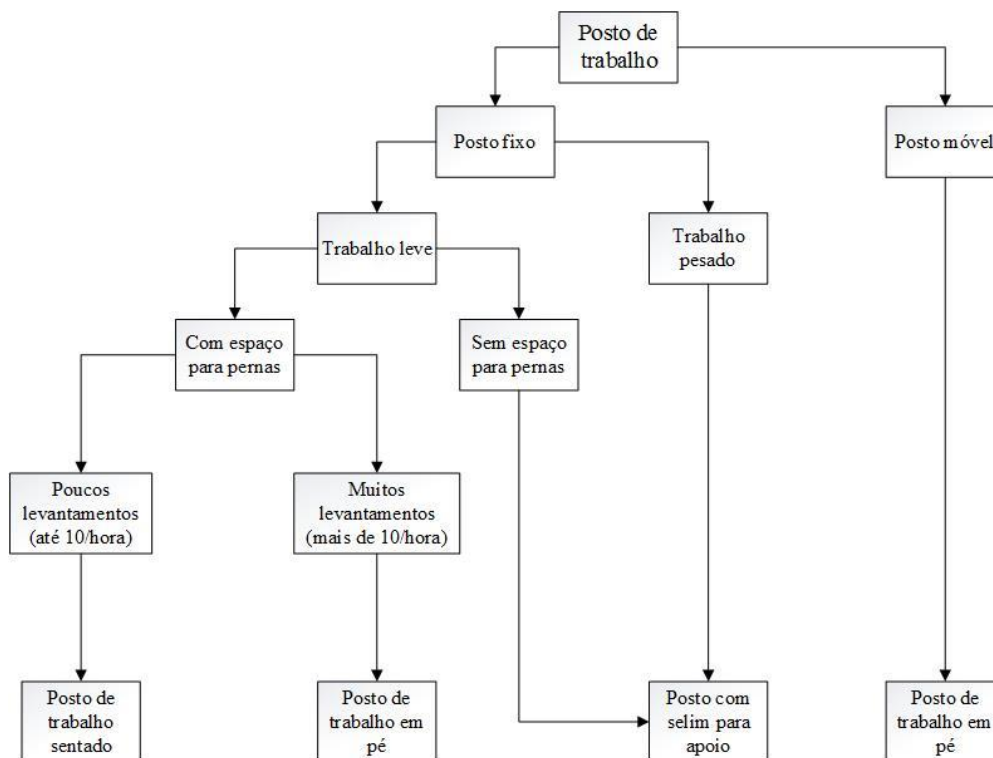 Posto de
trabalho
Posto fixo
Posto móvel
Trabalho leve
Trabalho
pesado
Com espaço
para pernas
Sem espaço
para pernas
Poucos
levantamentos
(até 10/hora)
Muitos
levantamentos
(mais de 10/hora)
Posto de
trabalho
sentado
Posto de
trabalho em
pé
Posto com
selim para
apoio
Posto de
trabalho em
pé